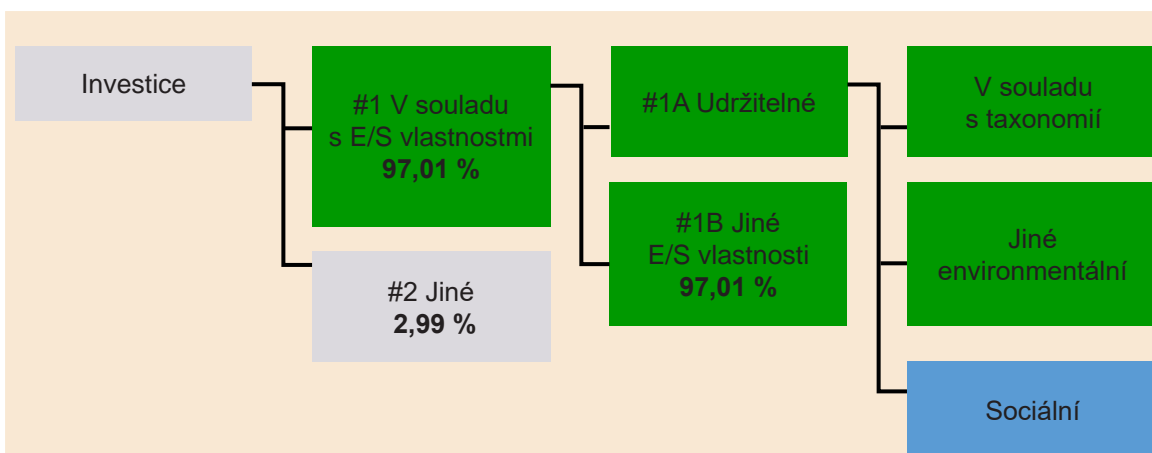 Investice
#1 V souladu
s E/S vlastnostmi
97,01 %
#2 Jiné
2,99 %
#1A Udržitelné
#1B Jiné
E/S vlastnosti
97,01 %
V souladu
s taxonomií
Jiné
environmentální
Sociální